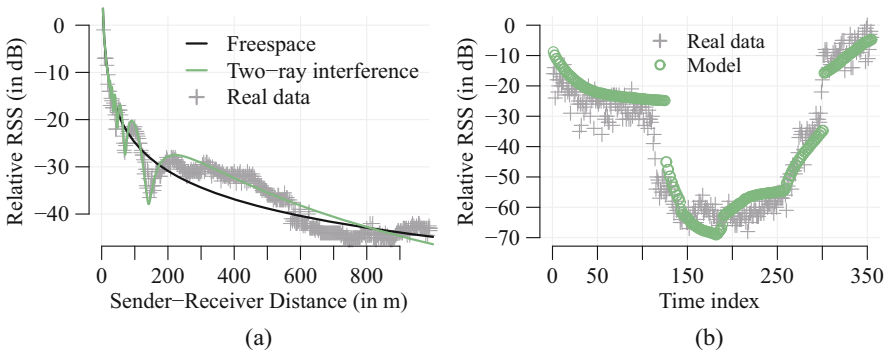 0
−10
−20
−30
−40
Relative RSS (in dB)
Freespace
Two−ray interference
Real data
0
200
400
600
800
Sender−Receiver Distance (in m)
(a)
0
−10
−20
−30
−40
−50
−60
−70
Relative RSS (in dB)
Real data
Model
0
50
150
250
350
Time index
(b)